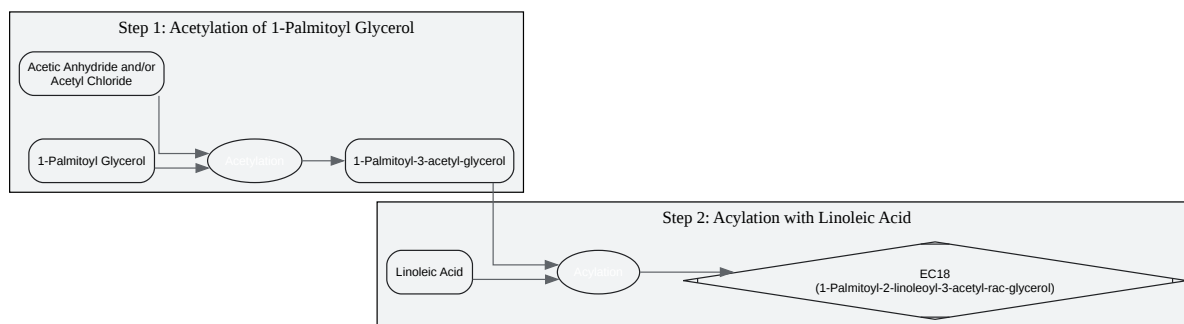 Step 1: Acetylation of 1-Palmitoyl Glycerol
Acetic Anhydride and/or
Acetyl Chloride
1-Palmitoyl Glycerol
Acetylation
1-Palmitoyl-3-acetyl-glycerol
Step 2: Acylation with Linoleic Acid
Linoleic Acid
Acylation
EC18
(1-Palmitoyl-2-linoleoyl-3-acetyl-rac-glycerol)